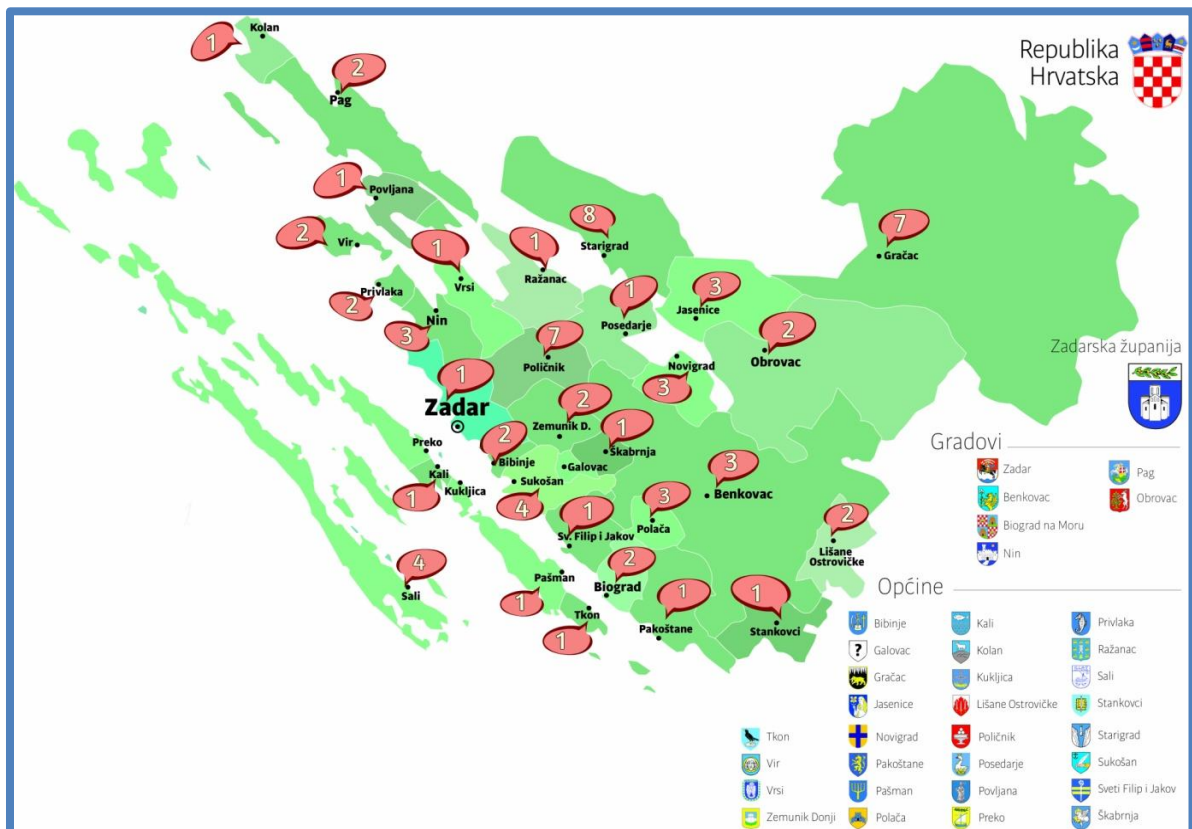 Republika
Hrvatska
1
Kolan
2
Pag
1
Povljana
2
Vir
1
Vrsi
1
Ražanac
8
Starigrad
7
Gračac
2
Privlaka
3
Nin
1
Posedarje
3
Jasenice
2
Obrovac
7
Poličnik
Novigrad
3
1
Zadar
2
Zemunik D.
1
Škabrnja
2
Bibinje
Galovac
3
Benkovac
Preko
Kali
1
Kukljica
Sukošan
4
1
Sv. Filip i Jakov
3
Polača
2
Lišane
Ostrovičke
4
Sali
Pašman
1
Tkon
1
2
Biograd
1
Pakoštane
1
Stankovci
Zadarska županija
Gradovi
Zadar
Benkovac
Biograd na Moru
Nin
Pag
Obrovac
Općine
Bibinje
Galovac
?
Gračac
Jasenice
Novigrad
Pakoštane
Pašman
Polača
Kali
Kolan
Kukljica
Lišane Ostrovičke
Poličnik
Posedarje
Povljana
Preko
Privlaka
Ražanac
Sali
Stankovci
Starigrad
Sukošan
Sveti Filip i Jakov
Škabrnja
Tkon
Vir
Vrsi
Zemunik Donji